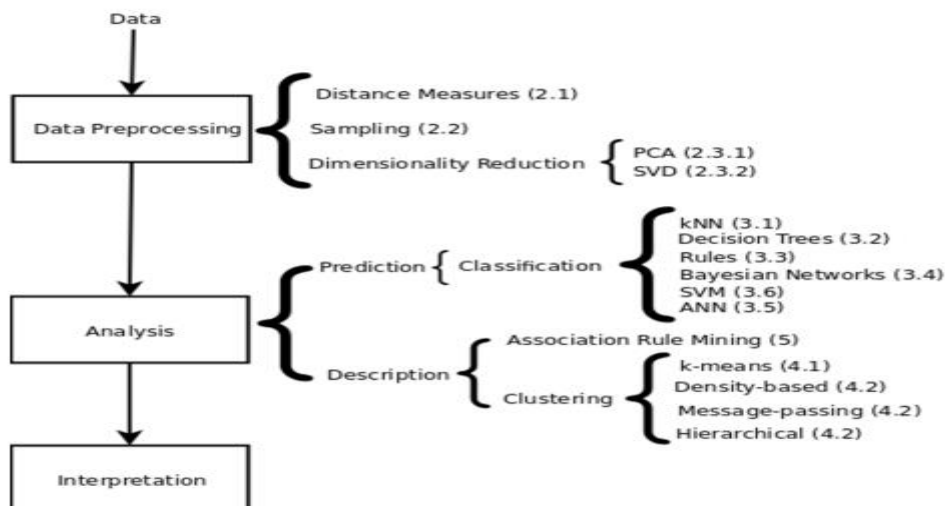 Data
Data Preprocessing
Distance Measures (2.1)
Sampling (2.2)
Dimensionality Reduction
PCA (2.3.1)
SVD (2.3.2)
Analysis
Prediction
Classification
kNN (3.1)
Decision Trees (3.2)
Rules (3.3)
Bayesian Networks (3.4)
SVM (3.6)
ANN (3.5)
Description
Association Rule Mining (5)
Clustering
k-means (4.1)
Density-based (4.2)
Message-passing (4.2)
Hierarchical (4.2)
Interpretation